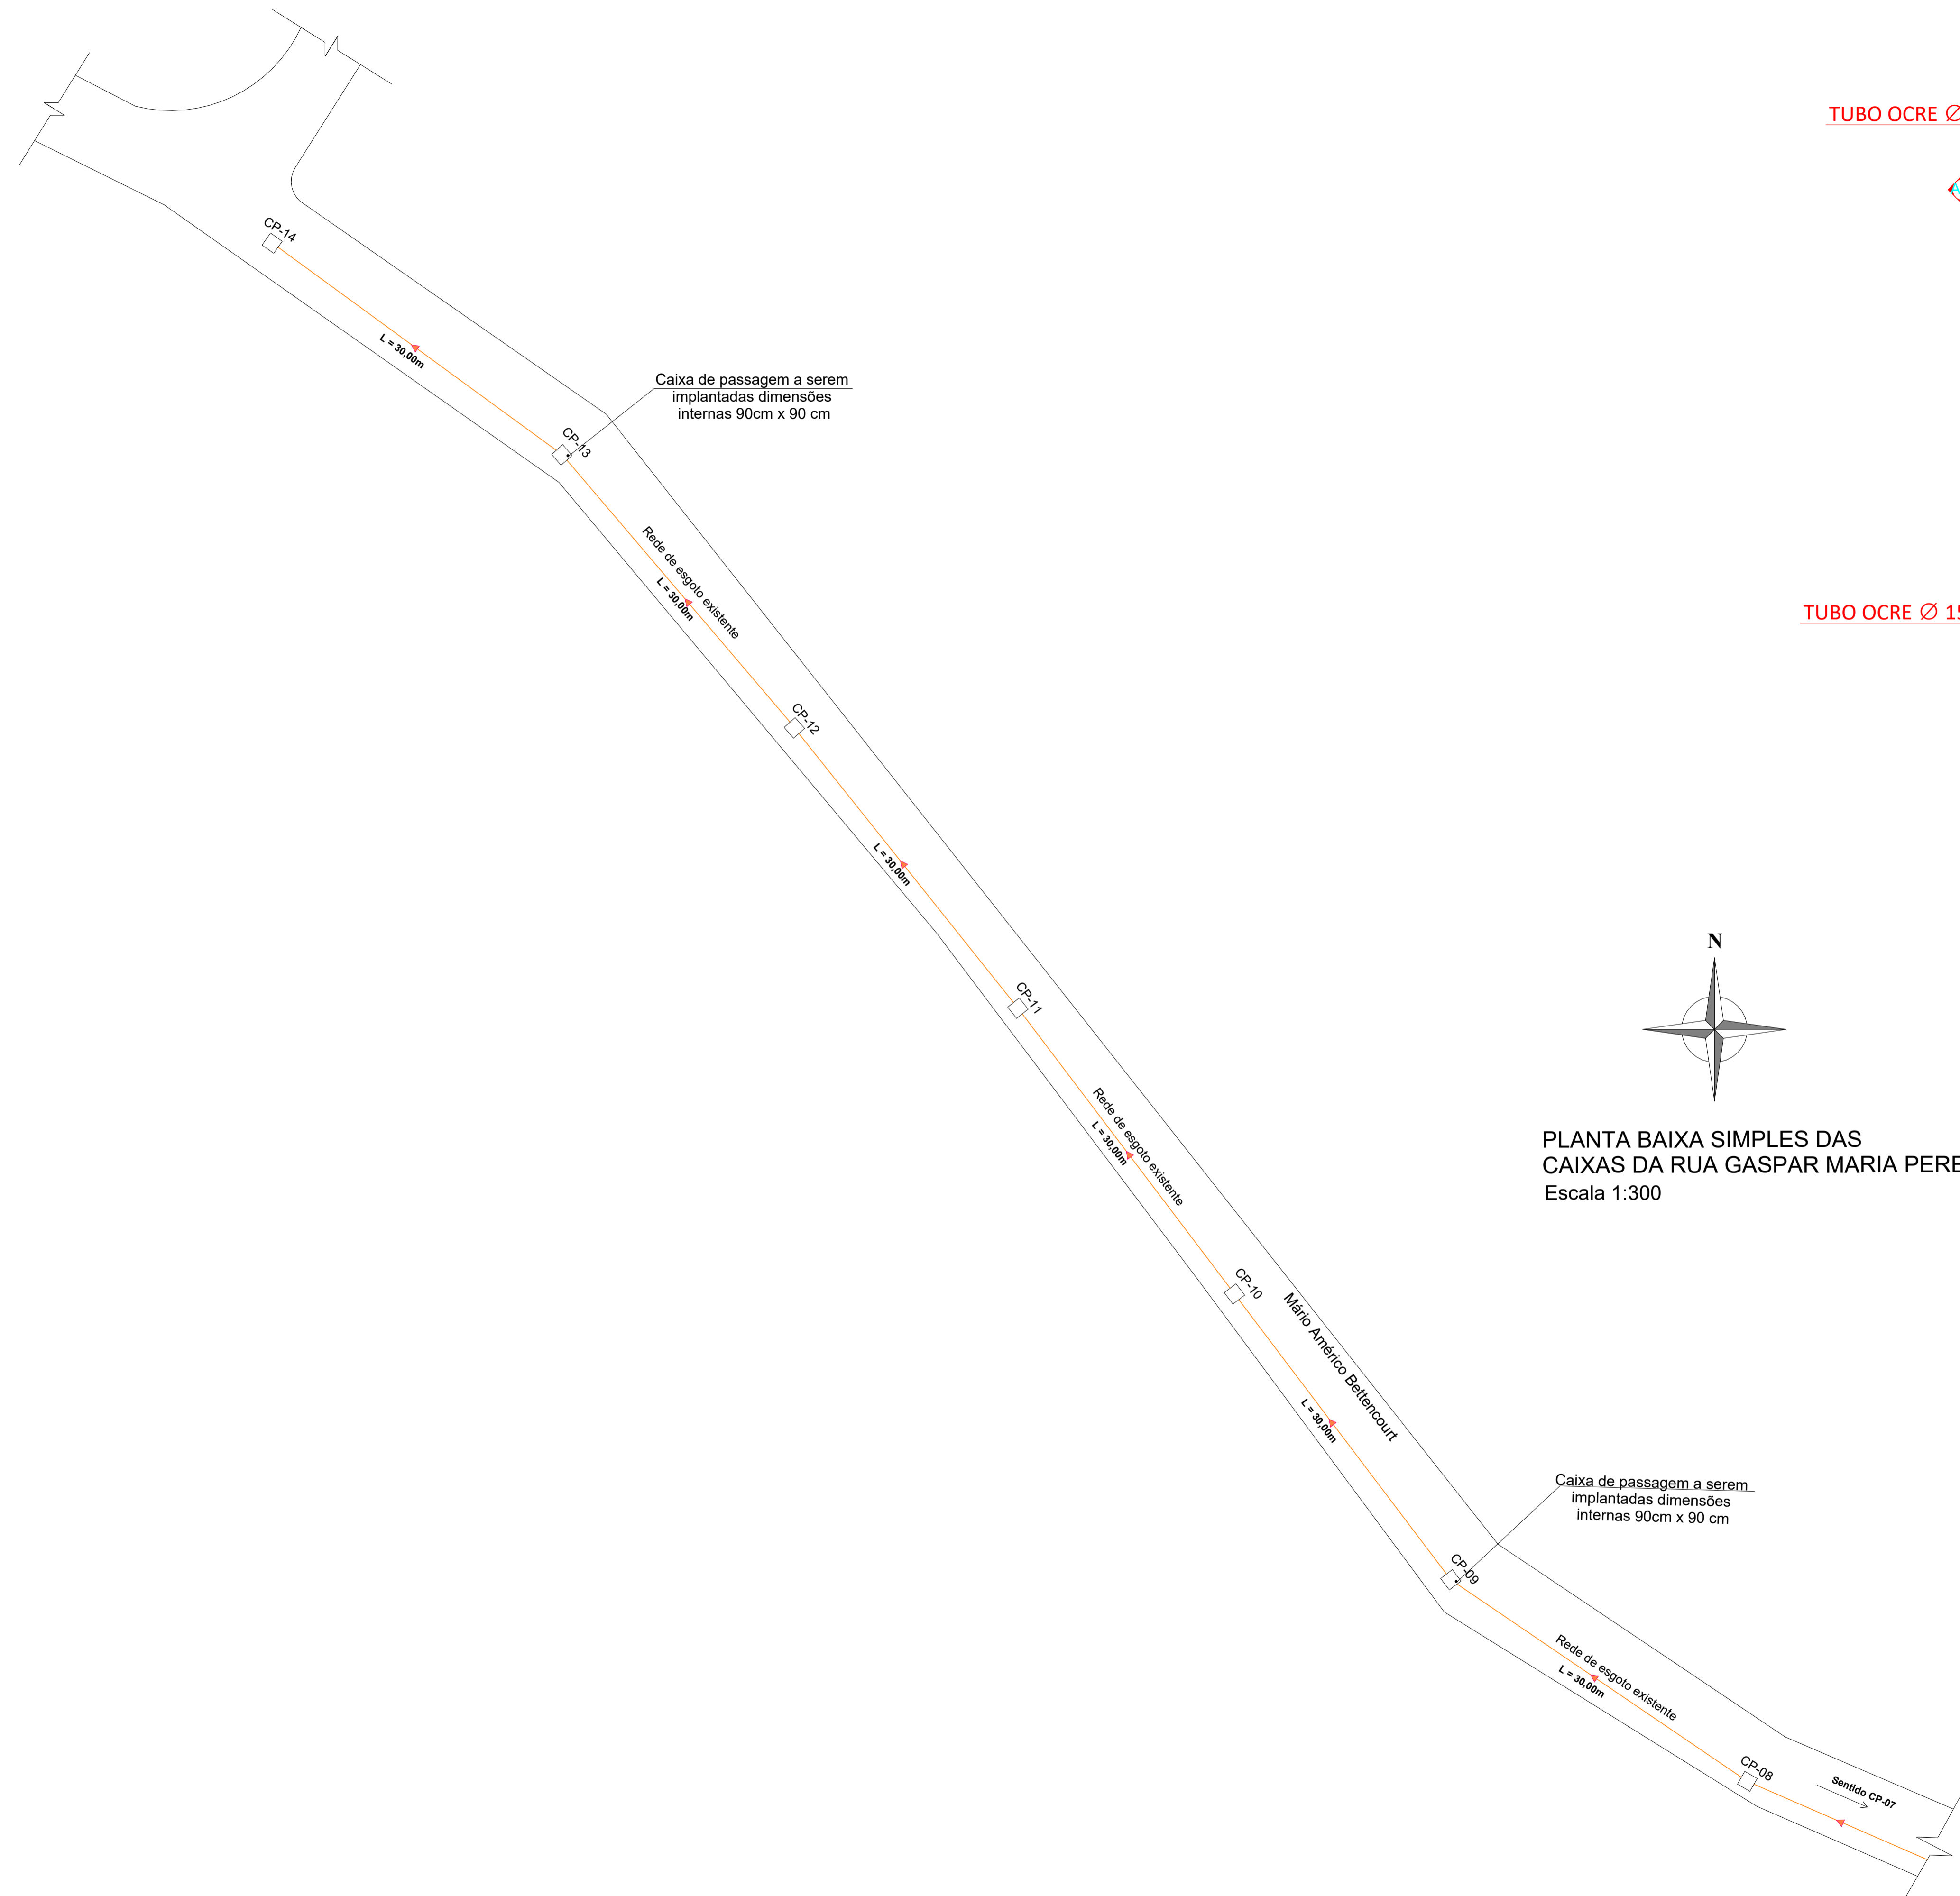 TUBO OCRE ∅
CP-14
L = 30,00m
Caixa de passagem a serem
implantadas dimensões
internas 90cm x 90 cm
CP-13
Rede de esgoto existente
L = 30,00m
TUBO OCRE ∅ 15
CP-12
L = 30,00m
N
CP-11
Rede de esgoto existente
L = 30,00m
PLANTA BAIXA SIMPLES DAS
CAIXAS DA RUA GASPAR MARIA PERE
Escala 1:300
CP-10
Mário Américo Bettencourt
L = 30,00m
Caixa de passagem a serem
implantadas dimensões
internas 90cm x 90 cm
CP-09
Rede de esgoto existente
L = 30,00m
CP-08
Sentido CP-07